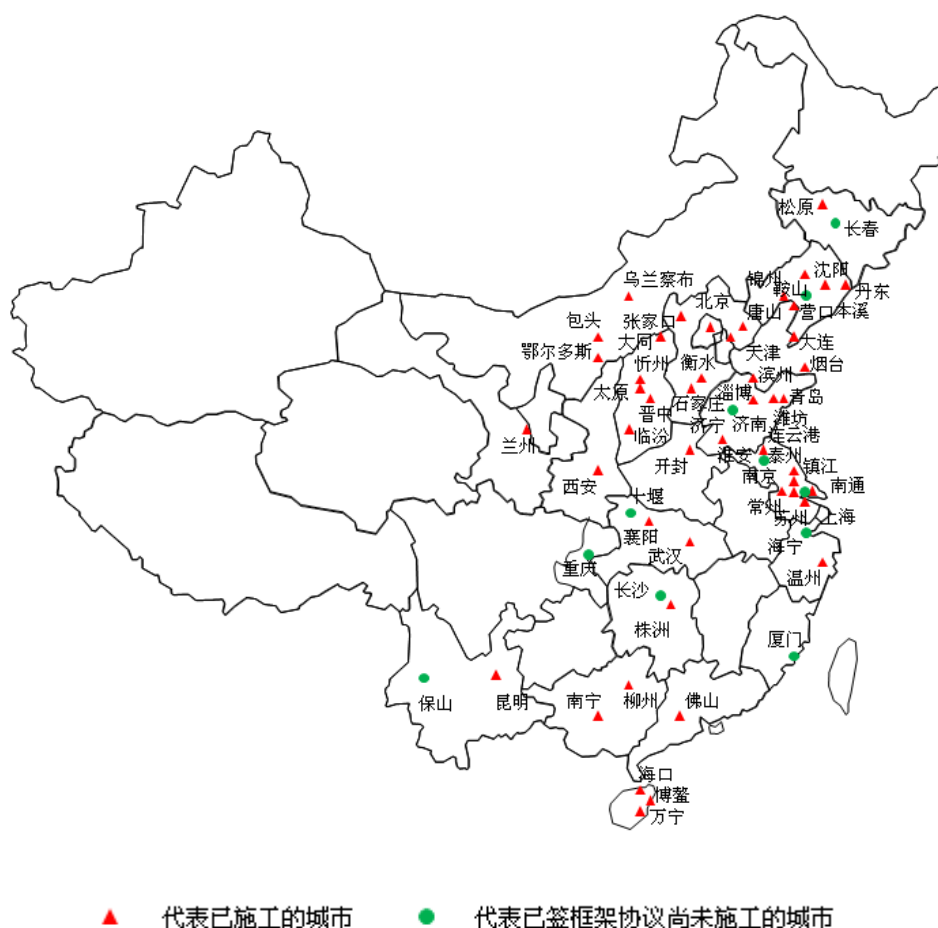 松原
长春
沈阳
锦州
鞍山
丹东
营口
本溪
乌兰察布
北京
唐山
张家口
包头
大同
大连
天津
鄂尔多斯
忻州
衡水
烟台
滨州
太原
石家庄
淄博
青岛
晋中
济宁
济南
潍坊
临汾
连云港
兰州
开封
淮安
泰州
镇江
西安
南京
南通
十堰
常州
苏州
上海
襄阳
武汉
海宁
重庆
温州
长沙
株洲
厦门
保山
昆明
南宁
柳州
佛山
海口
博鳌
万宁
代表已施工的城市
代表已签框架协议尚未施工的城市